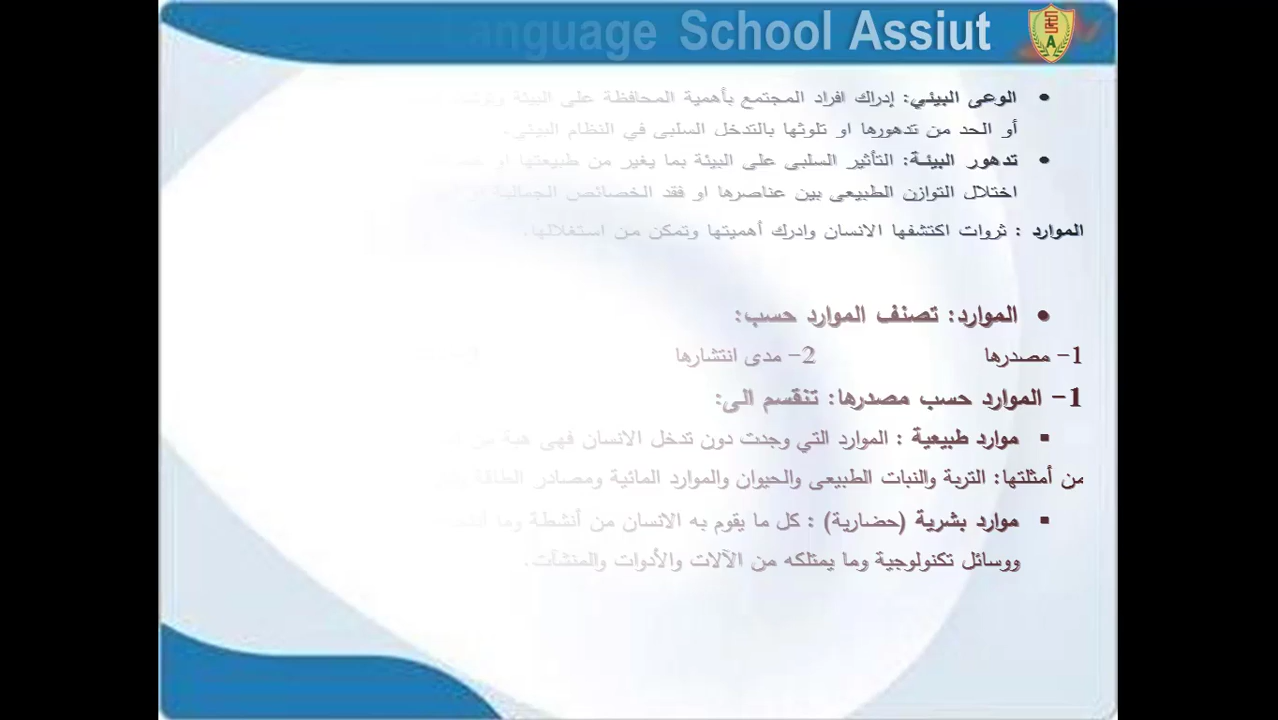 Language School Assiut
الوعى البيئي: إدراك افراد المجتمع بأهمية المحافظة على البيئة
أو الحد من تدهورها او تلوثها بالتدخل السلبى في النظام البيئي.
تدهور البيئة: التأثير السلبى على البيئة بما يغير من طبيعتها او
اختلال التوازن الطبيعى بين عناصرها او فقد الخصائص الجمالية
الموارد : ثروات اكتشفها الانسان وادرك أهميتها وتمكن من استغلالها.
الموارد: تصنف الموارد حسب:
1- مصدرها 2- مدى انتشارها
1- الموارد حسب مصدرها: تنقسم الى:
موارد طبيعية : الموارد التي وجدت دون تدخل الانسان فهى هبة من
من أمثلتها: التربة والنبات الطبيعى والحيوان والموارد المائية ومصادر الطاقة
موارد بشرية (حضارية) : كل ما يقوم به الانسان من أنشطة وما
ووسائل تكنولوجية وما يمتلكه من الآلات والأدوات والمنشآت.